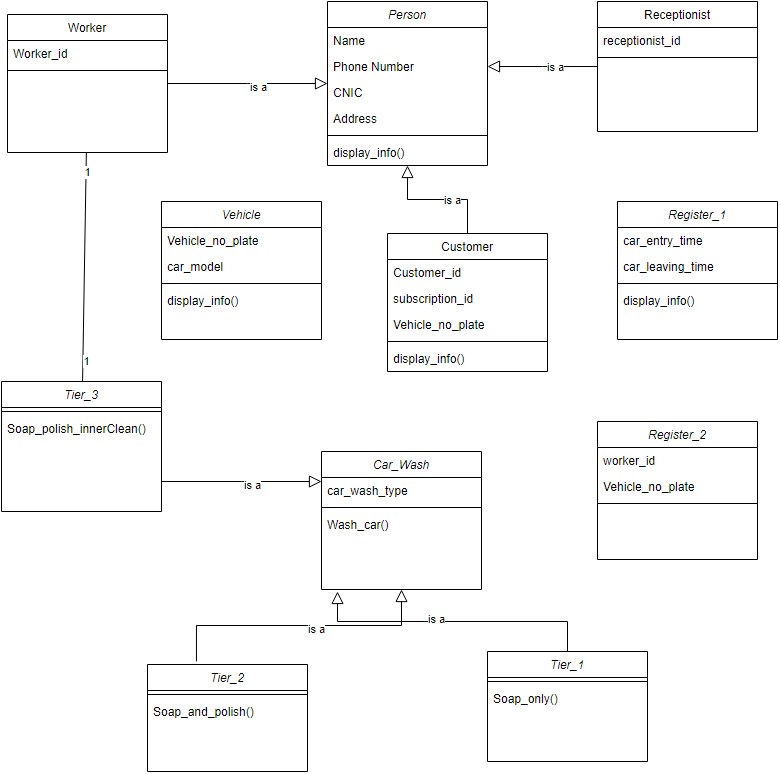 Worker
Worker_id
Person
Name
Phone Number
CNIC
Address
display_info()
Receptionist
receptionist_id
is a
is a
is a
1
Vehicle
Vehicle_no_plate
car_model
display_info()
Customer
Customer_id
subscription_id
Vehicle_no_plate
display_info()
Register_1
car_entry_time
car_leaving_time
display_info()
1
Tier_3
Soap_polish_innerClean()
is a
Car_Wash
car_wash_type
Wash_car()
Register_2
worker_id
Vehicle_no_plate
is a
is a
Tier_2
Soap_and_polish()
Tier_1
Soap_only()